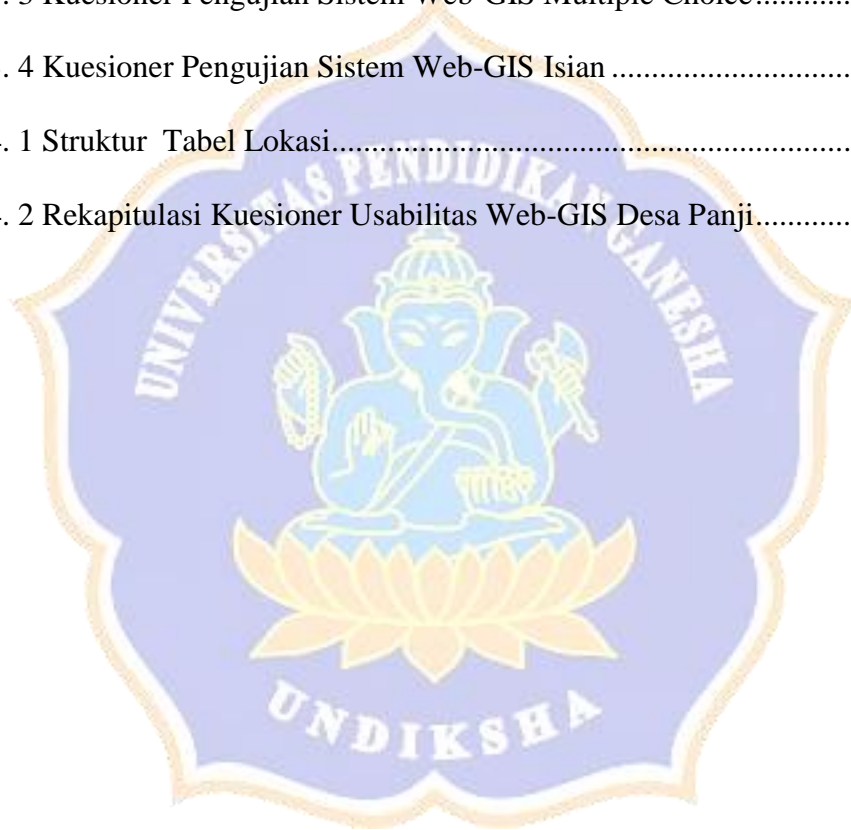 . 3 Kuesioner Pengujian Sistem Web-GIS Multiple Choice............
. 4 Kuesioner Pengujian Sistem Web-GIS Isian..............................
. 1 Struktur Tabel Lokasi.................................................................
. 2 Rekapitulasi Kuesioner Usabilitas Web-GIS Desa Panji............
UNIVERSITAS PENDIDIKAN GANESHA
UNDIKSHA